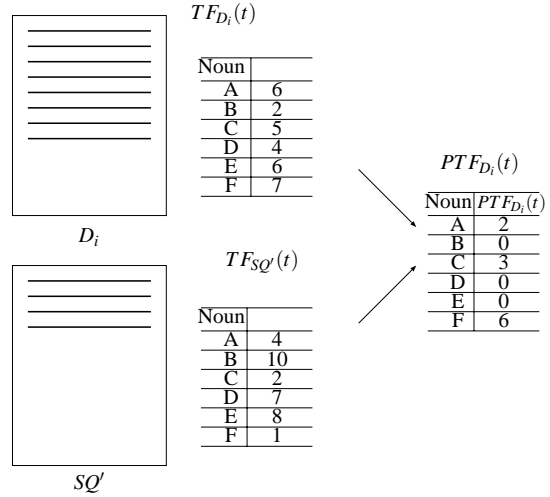 TF_{D_i}(t)
Noun
A 6
B 2
C 5
D 4
E 6
F 7
D_i
TF_{SQ′}(t)
Noun
A 4
B 10
C 2
D 7
E 8
F 1
SQ′
PTF_{D_i}(t)
Noun PTF_{D_i}(t)
A 2
B 0
C 3
D 0
E 0
F 6